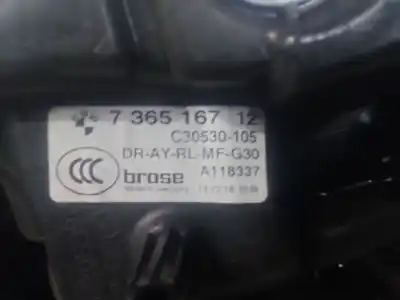 7 365 167 12
C30530-105
DR-AY-RL-MF-G30
CCC brose A118337